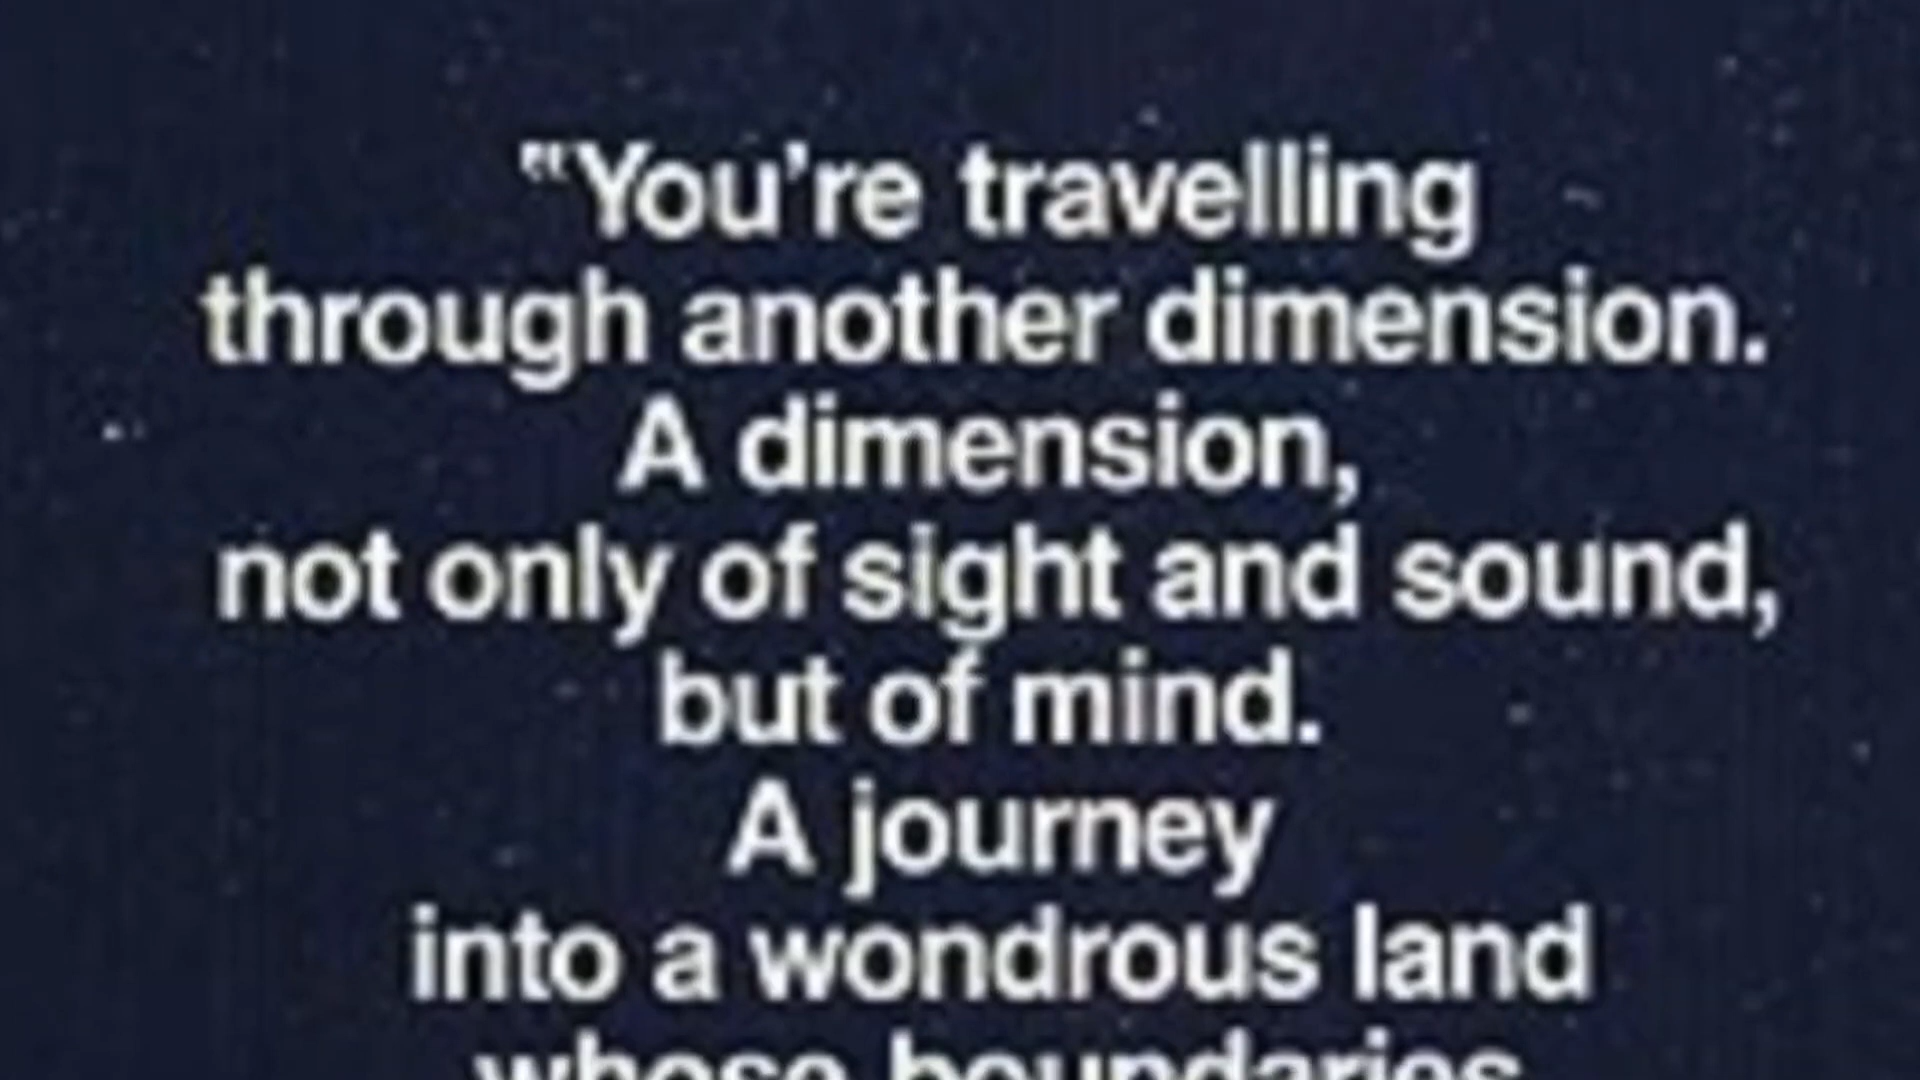 "You're travelling
through another dimension.
A dimension,
not only of sight and sound,
but of mind.
A journey
into a wondrous land
whose boundaries